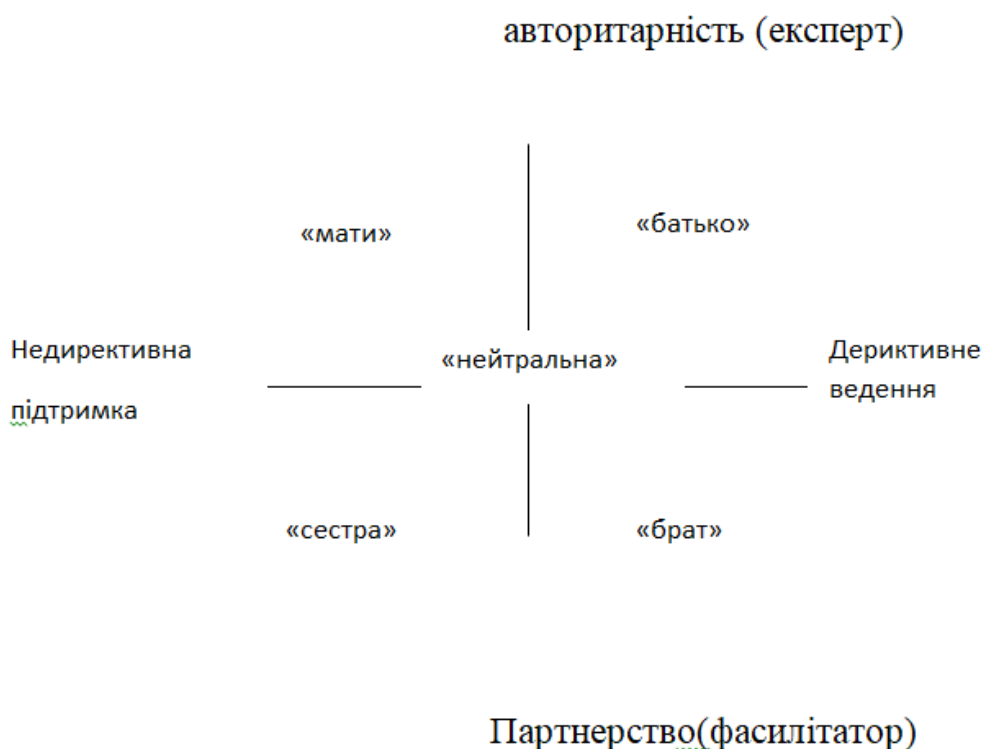 авторитарність (експерт)
«мати»
«батько»
Недирективна
підтримка
«нейтральна»
Дериктивне
ведення
«сестра»
«брат»
Партнерство(фасилітатор)